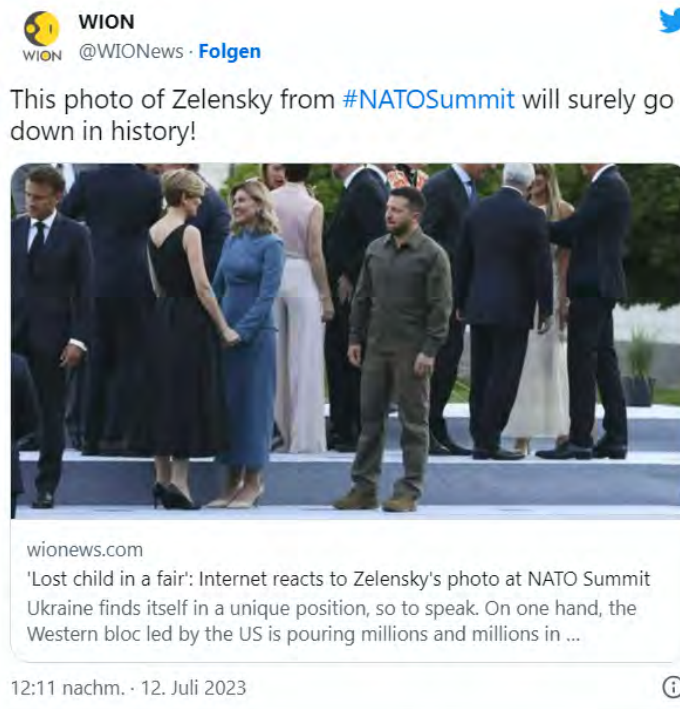 WION
WION
@WIONews · Folgen
This photo of Zelensky from #NATOSummit will surely go
down in history!
wionews.com
'Lost child in a fair': Internet reacts to Zelensky's photo at NATO Summit
Ukraine finds itself in a unique position, so to speak. On one hand, the
Western bloc led by the US is pouring millions and millions in ...
12:11 nachm. · 12. Juli 2023